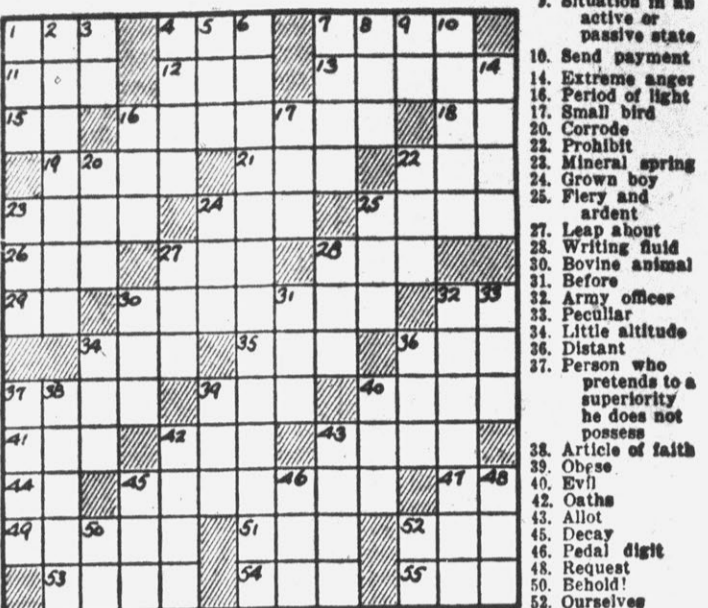 1 2 3 4 5 6 7 8 9 10
11 12 13 14
15 16 17 18
19 20 21 22
23 24 25
26 27 28
29 30 31 32 33
34 35 36
37 38 39 40
41 42 43
44 45 46 47 48
49 50 51 52
53 54 55
9. Situation in an
active or
passive state
10. Send payment
14. Extreme anger
16. Period of light
17. Small bird
20. Corrode
22. Prohibit
23. Mineral spring
24. Grown boy
25. Fiery and
ardent
27. Leap about
28. Writing fluid
30. Bovine animal
31. Before
32. Army officer
33. Peculiar
34. Little altitude
36. Distant
37. Person who
pretends to a
superiority
he does not
possess
38. Article of faith
39. Obese
40. Evil
42. Oaths
43. Allot
45. Decay
46. Pedal digit
48. Request
50. Behold!
52. Ourselves